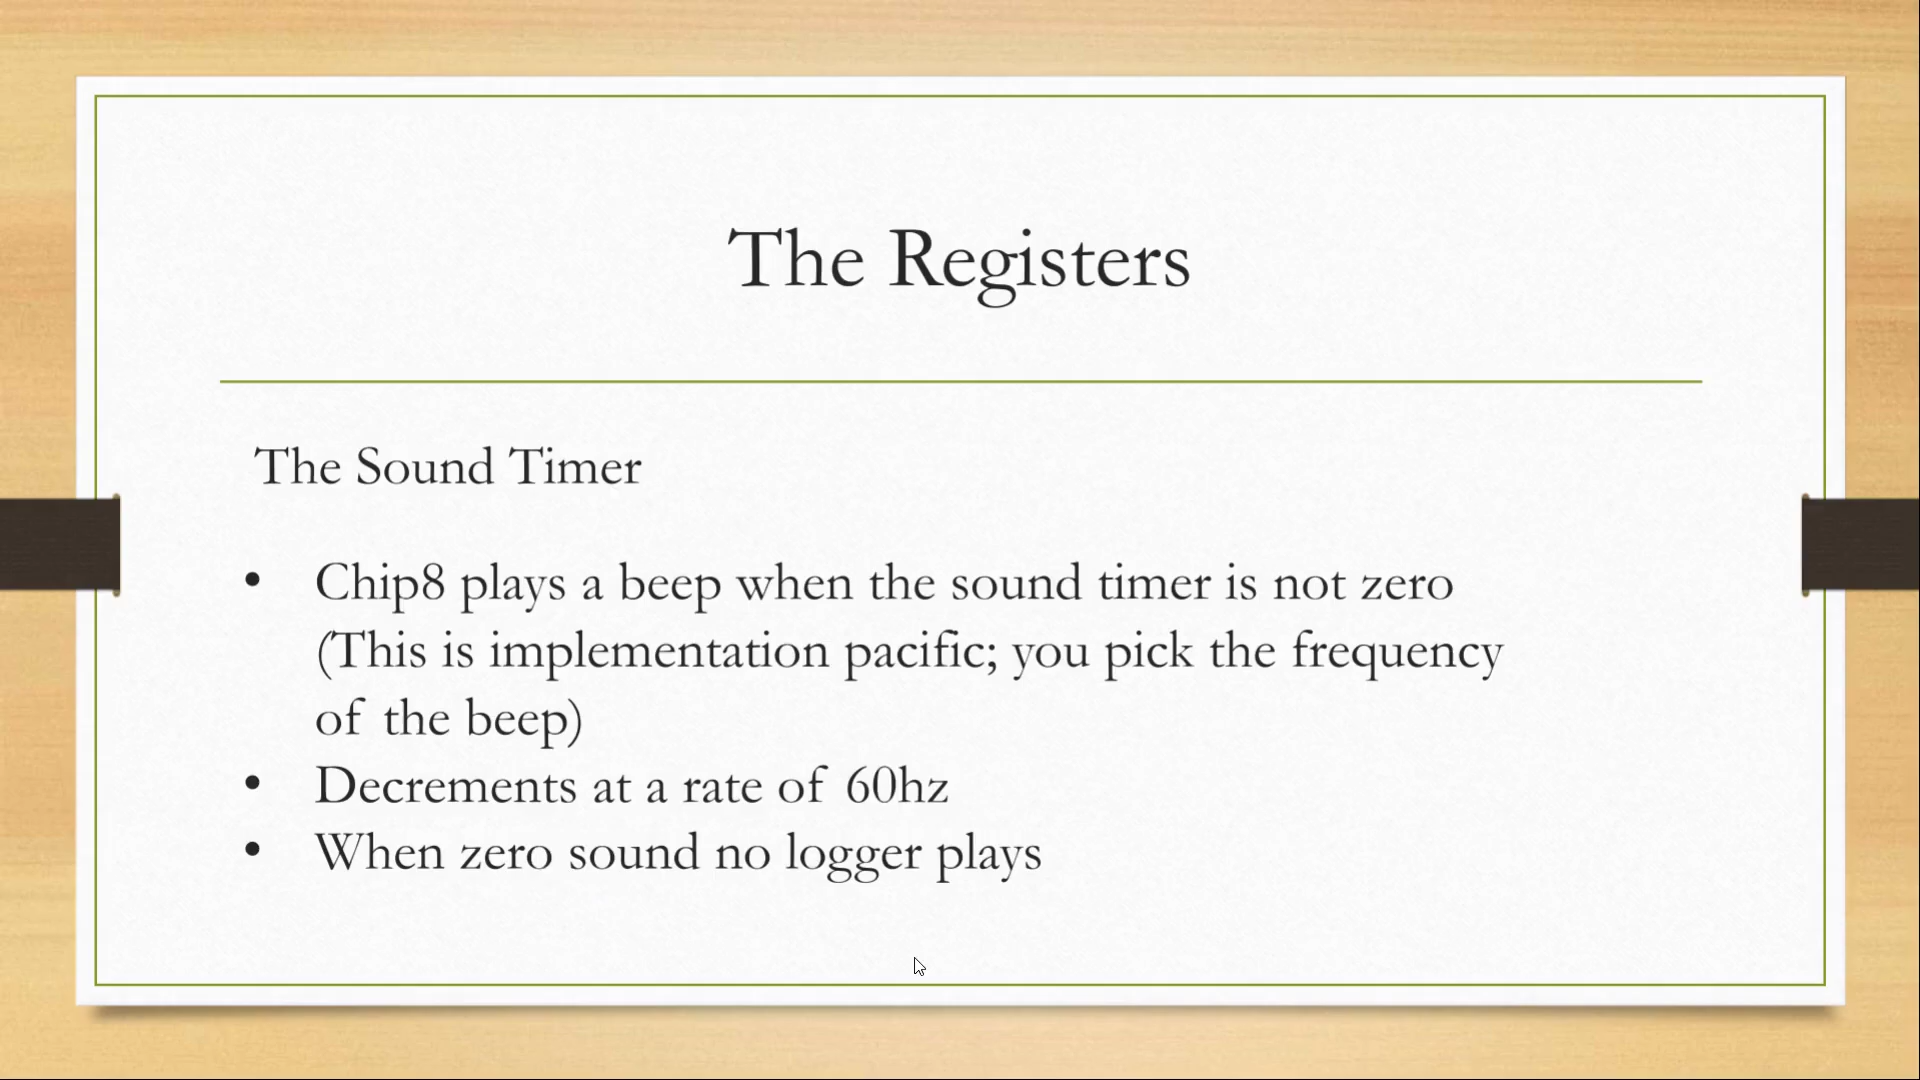 The Registers
The Sound Timer
• Chip8 plays a beep when the sound timer is not zero
(This is implementation pacific; you pick the frequency
of the beep)
• Decrements at a rate of 60hz
• When zero sound no logger plays